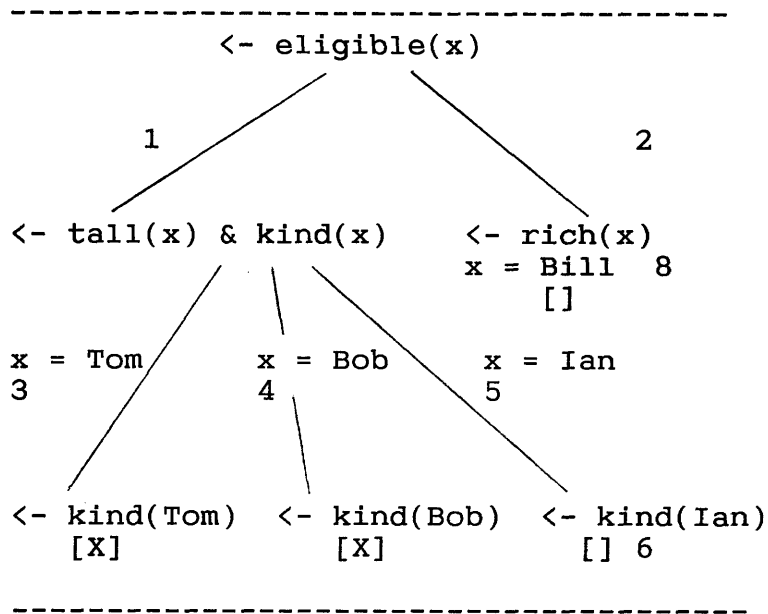 <- eligible(x)
1 2
<- tall(x) & kind(x) <- rich(x)
x = Bill 8
[]
x = Tom x = Bob x = Ian
3 4 5
<- kind(Tom) <- kind(Bob) <- kind(Ian)
[X] [X] [] 6